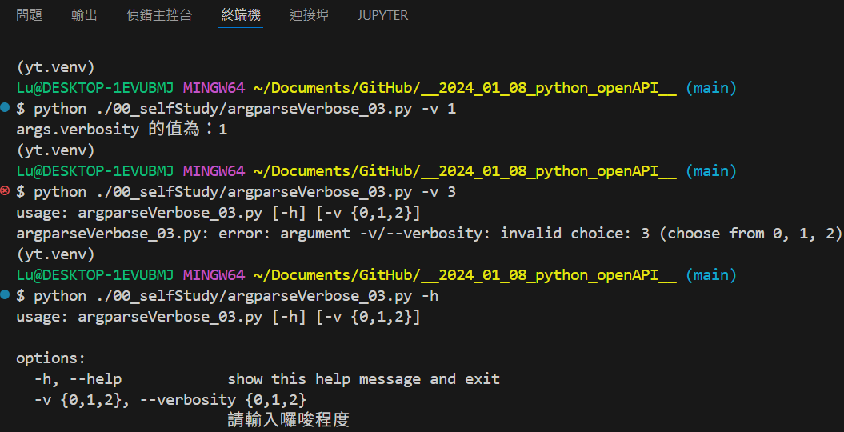 問題 輸出 偵錯主控台 終端機 連接埠 JUPYTER
(yt.venv)
Lu@DESKTOP-1EVUBMJ MINGW64 ~/Documents/GitHub/__2024_01_08_python_openAPI__ (main)
$ python ./00_selfStudy/argparseVerbose_03.py -v 1
args.verbosity 的值為：1
(yt.venv)
Lu@DESKTOP-1EVUBMJ MINGW64 ~/Documents/GitHub/__2024_01_08_python_openAPI__ (main)
$ python ./00_selfStudy/argparseVerbose_03.py -v 3
usage: argparseVerbose_03.py [-h] [-v {0,1,2}]
argparseVerbose_03.py: error: argument -v/--verbosity: invalid choice: 3 (choose from 0, 1, 2)
(yt.venv)
Lu@DESKTOP-1EVUBMJ MINGW64 ~/Documents/GitHub/__2024_01_08_python_openAPI__ (main)
$ python ./00_selfStudy/argparseVerbose_03.py -h
usage: argparseVerbose_03.py [-h] [-v {0,1,2}]
options:
-h, --help show this help message and exit
-v {0,1,2}, --verbosity {0,1,2}
請輸入囉唆程度